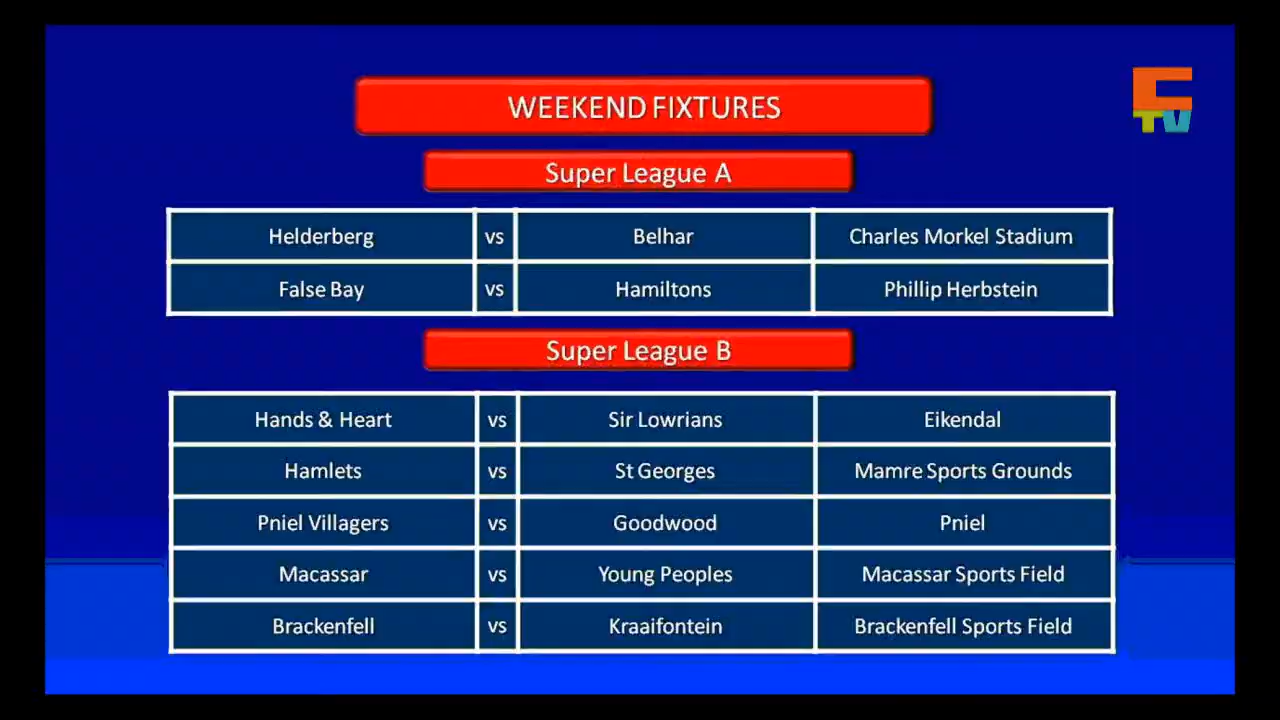 WEEKEND FIXTURES
CTV
Super League A
Helderberg vs Belhar Charles Morkel Stadium
False Bay vs Hamiltons Phillip Herbstein
Super League B
Hands & Heart vs Sir Lowrians Eikendal
Hamlets vs St Georges Mamre Sports Grounds
Pniel Villagers vs Goodwood Pniel
Macassar vs Young Peoples Macassar Sports Field
Brackenfell vs Kraaifontein Brackenfell Sports Field